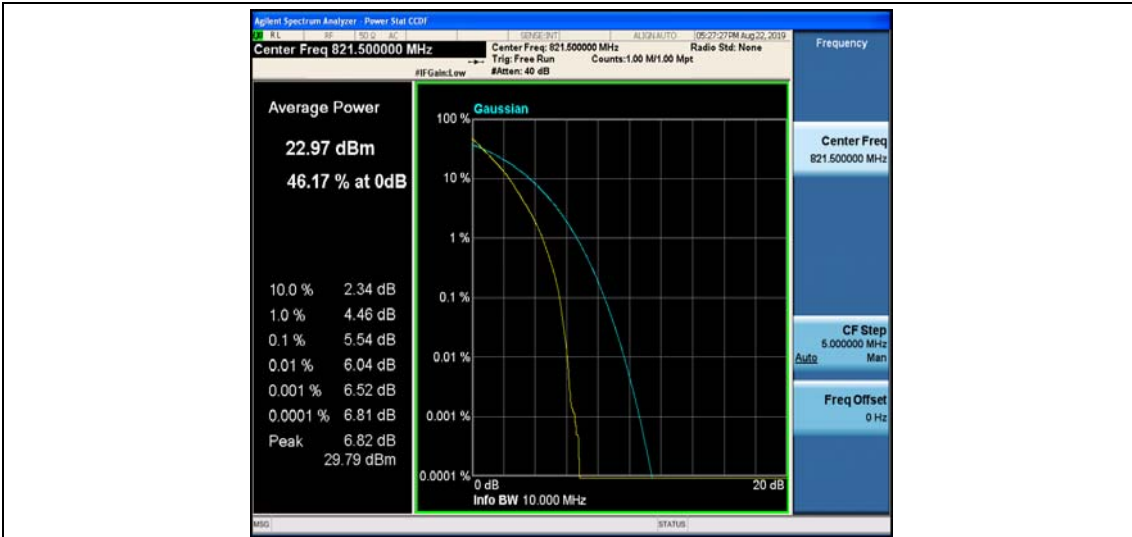 Agilent Spectrum Analyzer - Power Stat CCDF
RL RF 50 Ω AC SENSE:INT ALIGN AUTO 05:27:27 PM Aug 22, 2019
Center Freq 821.500000 MHz
Center Freq: 821.500000 MHz Radio Std: None
Trig: Free Run Counts:1.00 M/1.00 Mpt
#IFGain:Low #Atten: 40 dB
Frequency
Average Power
22.97 dBm
46.17 % at 0dB
10.0 % 2.34 dB
1.0 % 4.46 dB
0.1 % 5.54 dB
0.01 % 6.04 dB
0.001 % 6.52 dB
0.0001 % 6.81 dB
Peak 6.82 dB
29.79 dBm
Gaussian
100 %
10 %
1 %
0.1 %
0.01 %
0.001 %
0.0001 %
0 dB 20 dB
Info BW 10.000 MHz
Center Freq
821.500000 MHz
CF Step
5.000000 MHz
Auto Man
Freq Offset
0 Hz
MSG STATUS